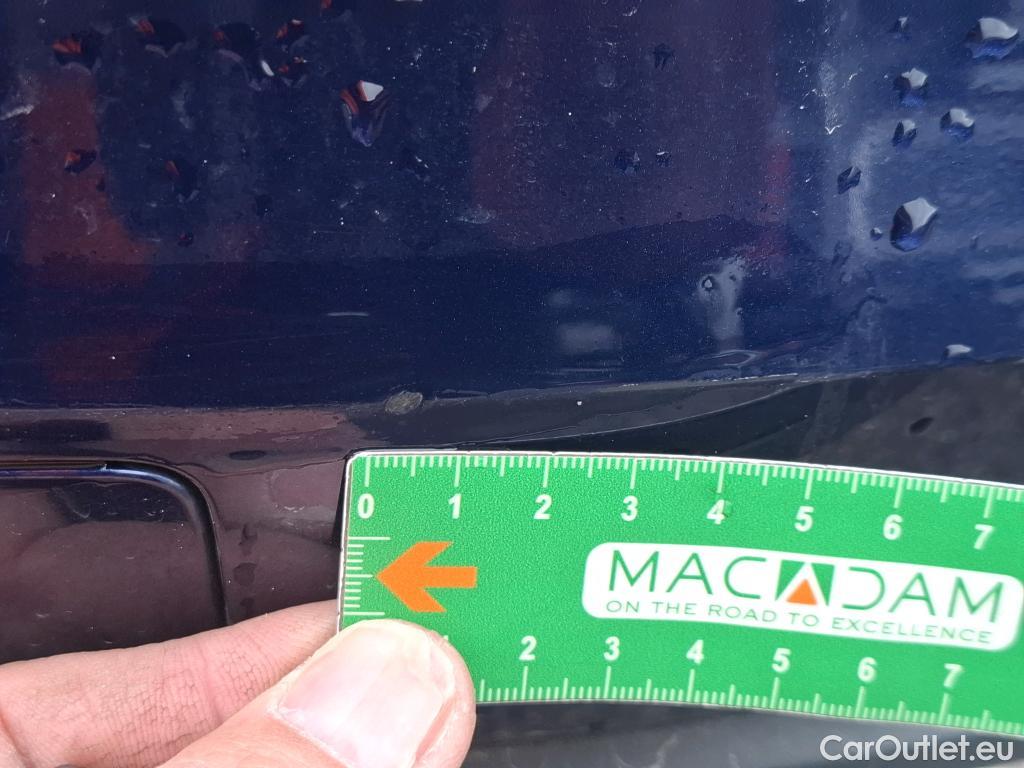 0 1 2 3 4 5 6 7
MACADAM
ON THE ROAD TO EXCELLENCE
2 3 4 5 6 7
CarOutlet.eu